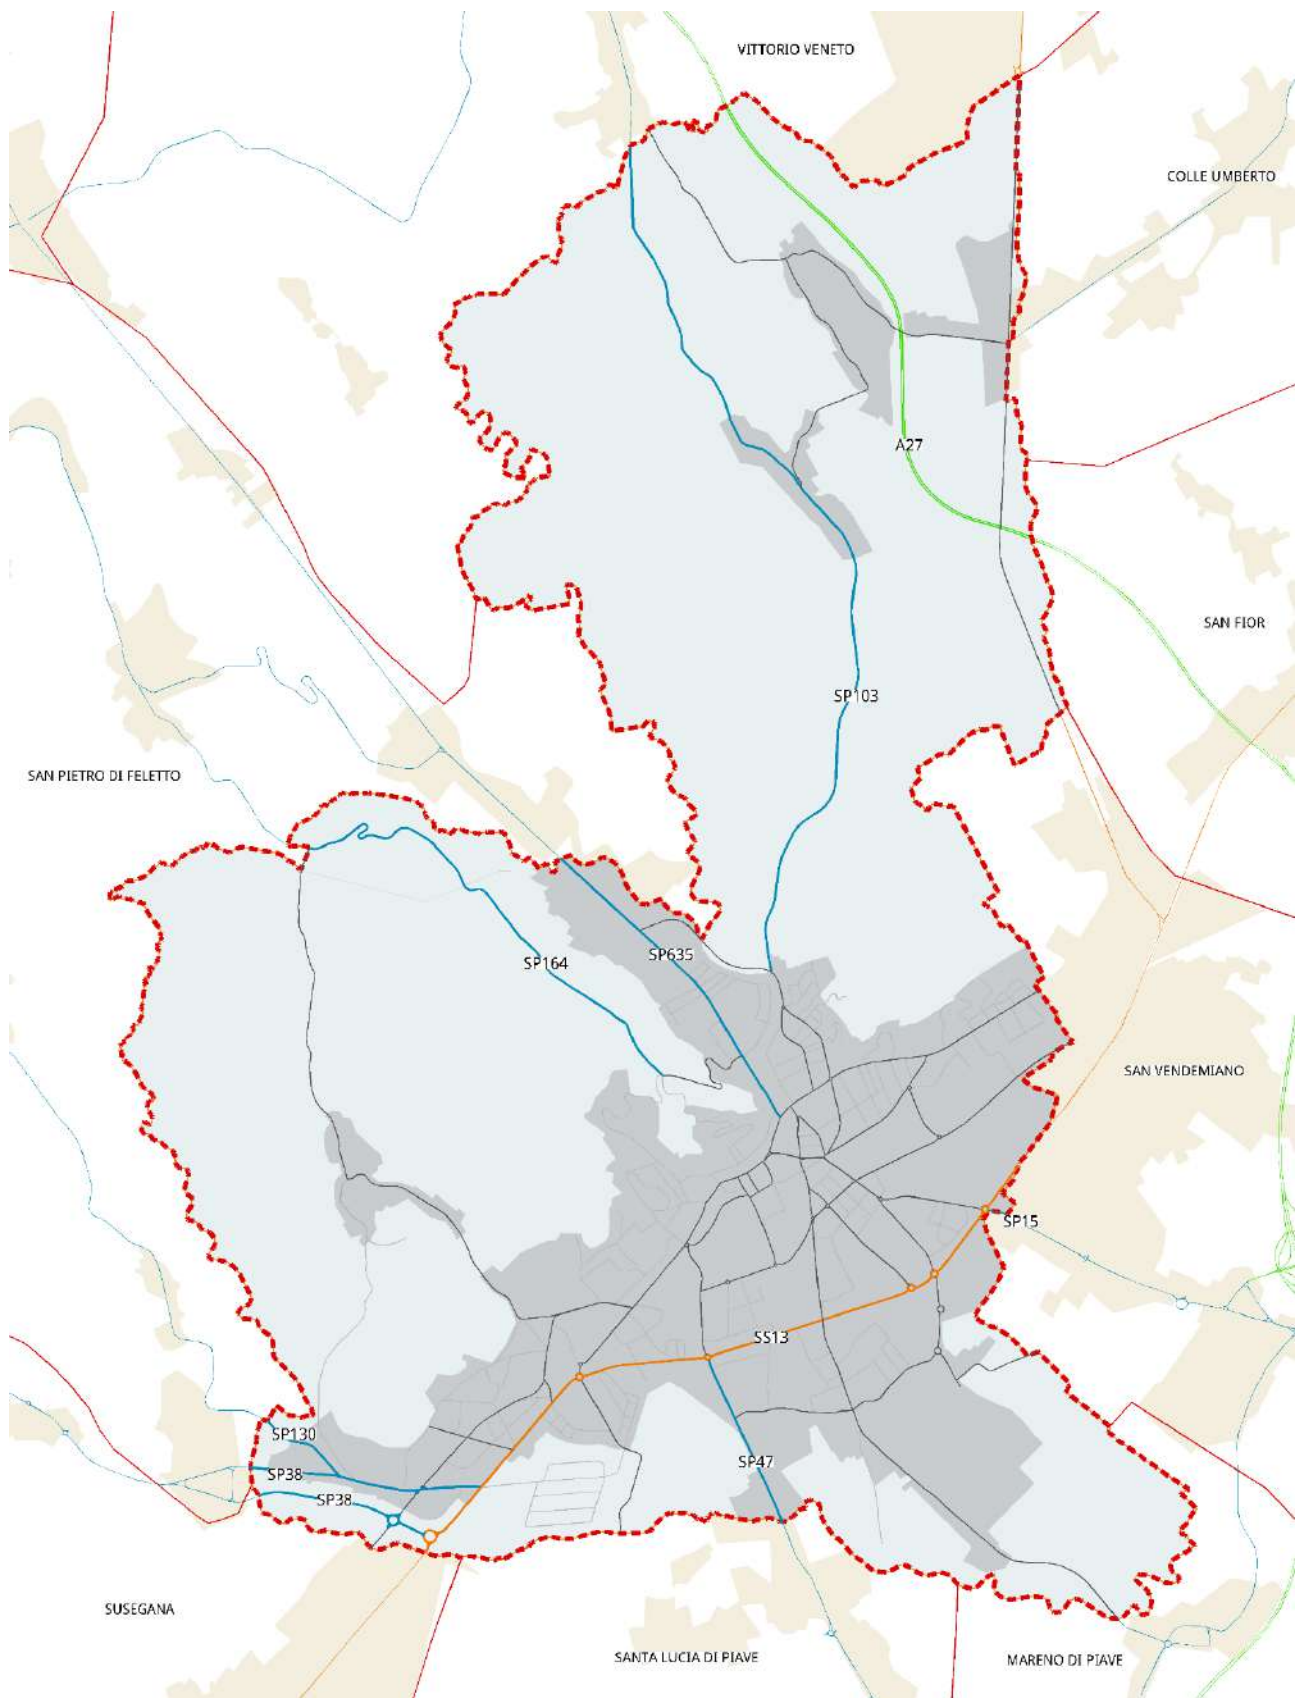 VITTORIO VENETO
COLLE UMBERTO
A27
SAN FIOR
SP103
SAN PIETRO DI FELETTO
SP164
SP635
SAN VENDEMIANO
SP15
SS13
SP130
SP38
SP47
SP38
SUSEGANA
SANTA LUCIA DI PIAVE
MARENO DI PIAVE